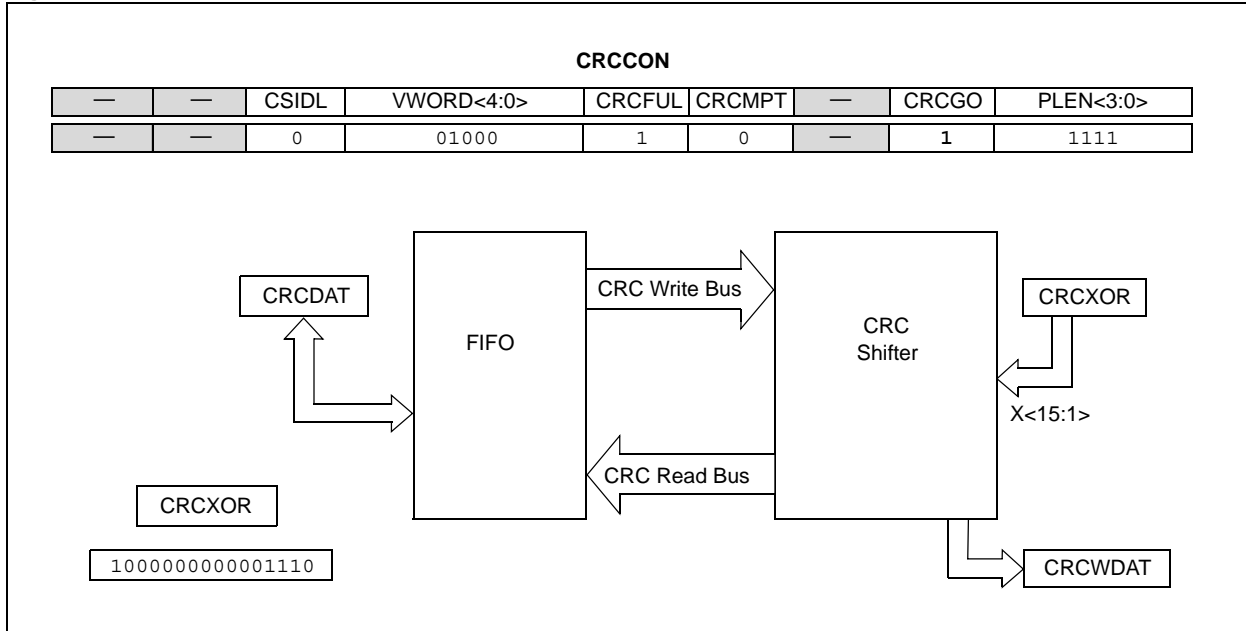 CRCCON
— — CSIDL VWORD<4:0> CRCFUL CRCMPT — CRCGO PLEN<3:0>
— — 0 01000 1 0 — 1 1111
CRCDAT
FIFO
CRC Write Bus
CRC
Shifter
CRCXOR
X<15:1>
CRC Read Bus
CRCXOR
1000000000001110
CRCWDAT